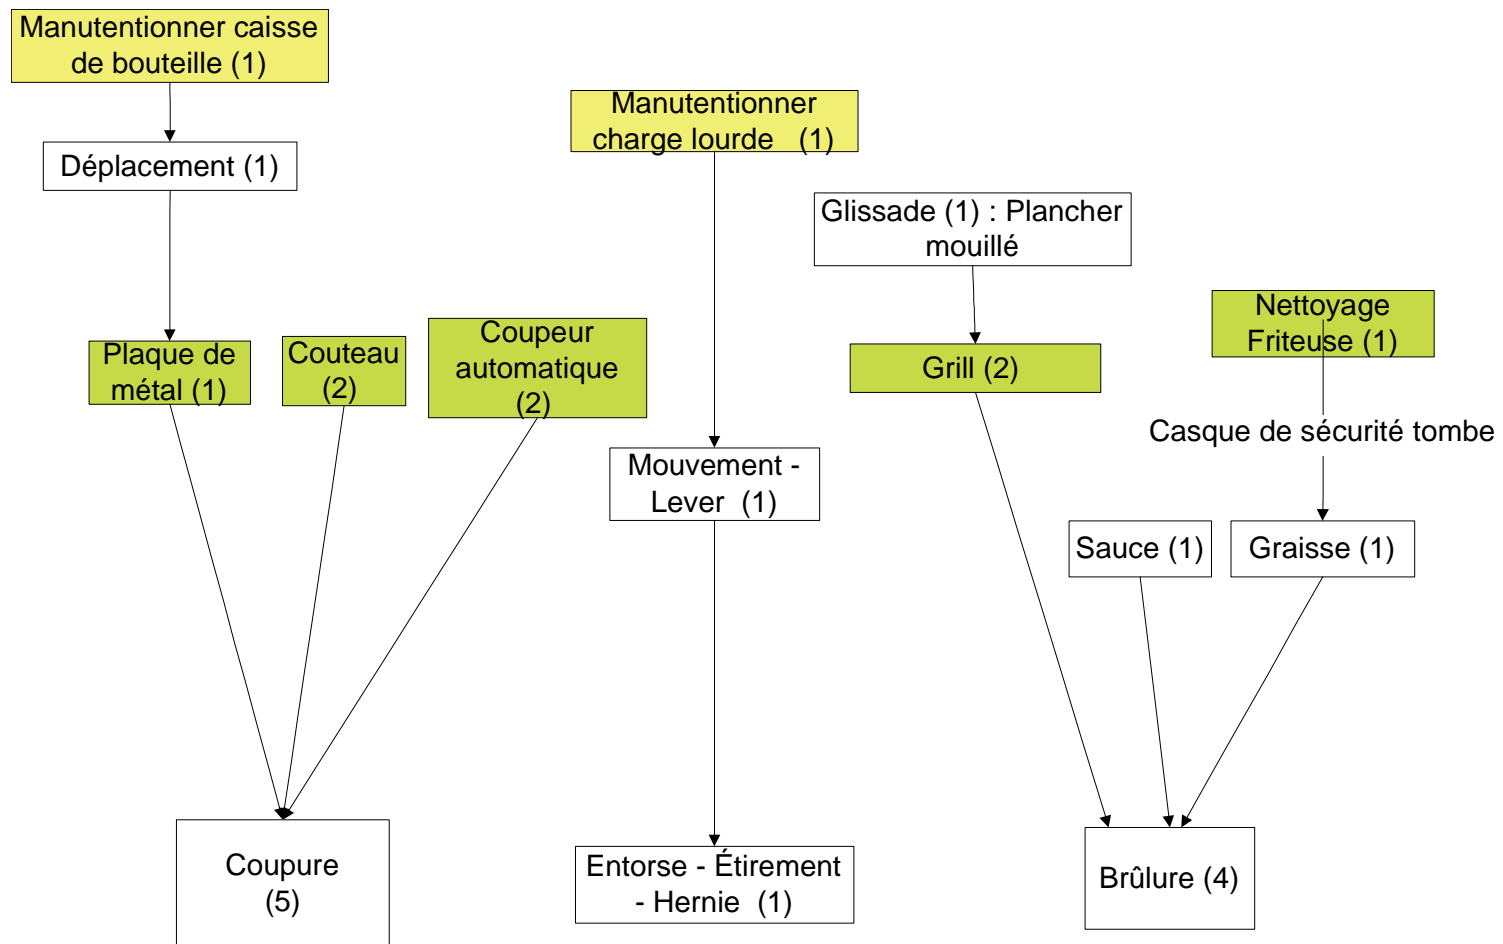 Manutentionner caisse
de bouteille (1)
Déplacement (1)
Plaque de
métal (1)
Couteau
(2)
Coupeur
automatique
(2)
Coupure
(5)
Manutentionner
charge lourde (1)
Mouvement -
Lever (1)
Entorse - Étirement
- Hernie (1)
Glissade (1) : Plancher
mouillé
Grill (2)
Nettoyage
Friteuse (1)
Casque de sécurité tombe
Sauce (1)
Graisse (1)
Brûlure (4)